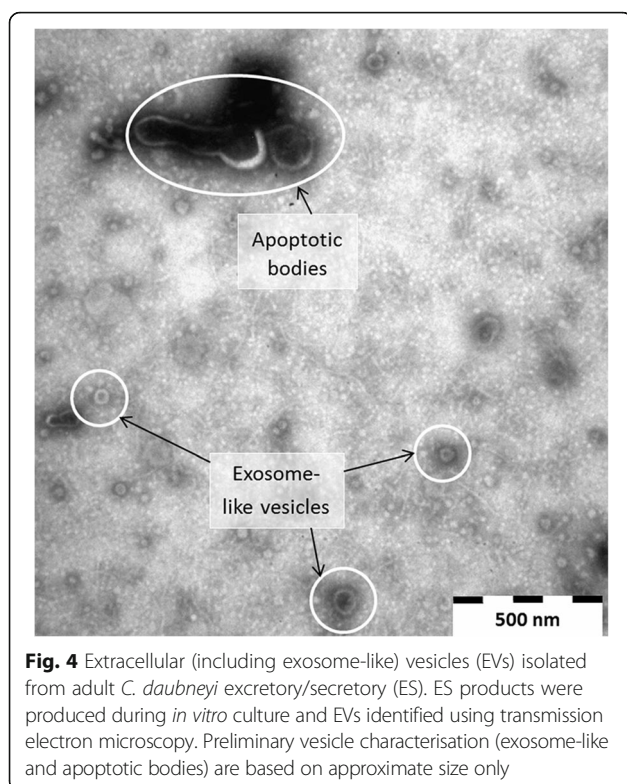 Apoptotic
bodies
Exosome-
like vesicles
500 nm
Fig. 4 Extracellular (including exosome-like) vesicles (EVs) isolated
from adult C. daubneyi excretory/secretory (ES). ES products were
produced during in vitro culture and EVs identified using transmission
electron microscopy. Preliminary vesicle characterisation (exosome-like
and apoptotic bodies) are based on approximate size only